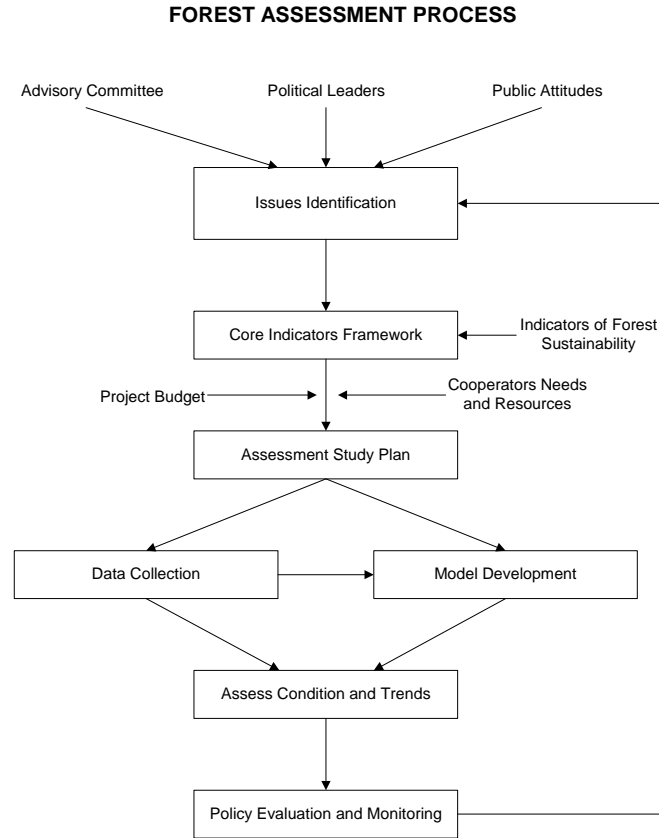 FOREST ASSESSMENT PROCESS
Advisory Committee
Political Leaders
Public Attitudes
Issues Identification
Core Indicators Framework
Indicators of Forest
Sustainability
Project Budget
Cooperators Needs
and Resources
Assessment Study Plan
Data Collection
Model Development
Assess Condition and Trends
Policy Evaluation and Monitoring